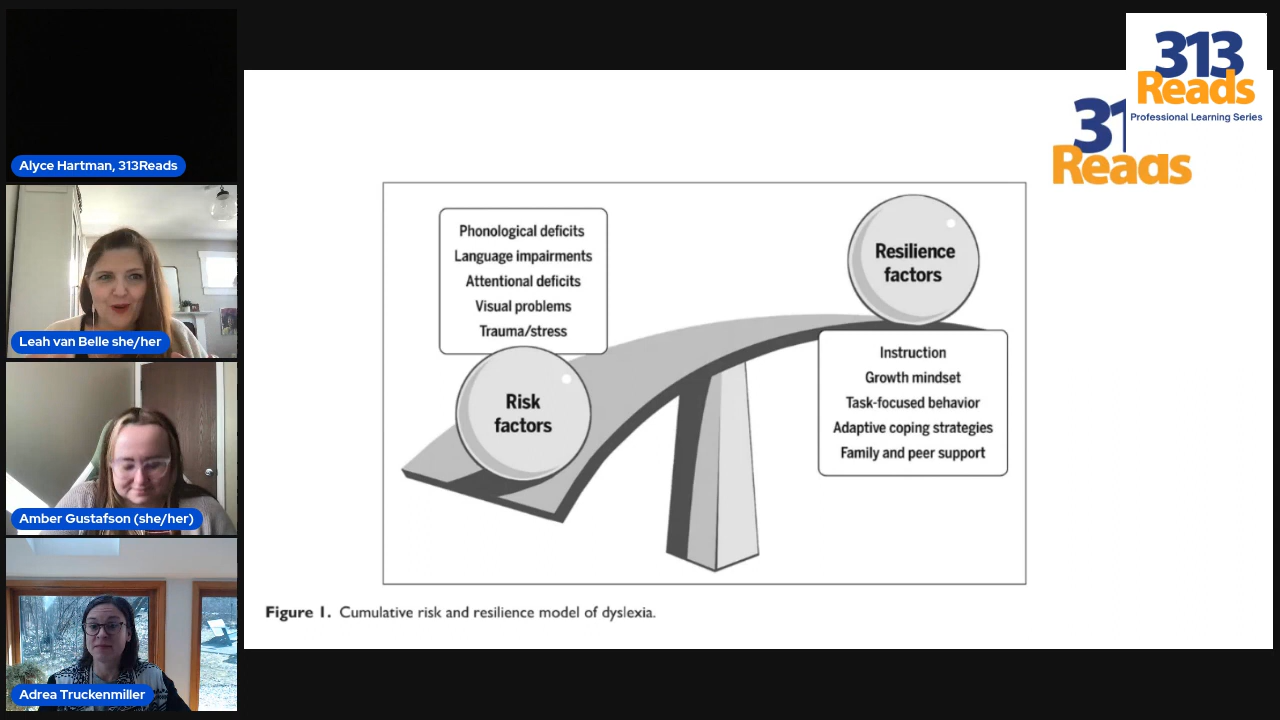 Alyce Hartman, 313Reads
Leah van Belle she/her
Amber Gustafson (she/her)
Adrea Truckenmiller
313
Reads
Professional Learning Series
31
Reads
Phonological deficits
Language impairments
Attentional deficits
Visual problems
Trauma/stress
Risk
factors
Resilience
factors
Instruction
Growth mindset
Task-focused behavior
Adaptive coping strategies
Family and peer support
Figure 1. Cumulative risk and resilience model of dyslexia.